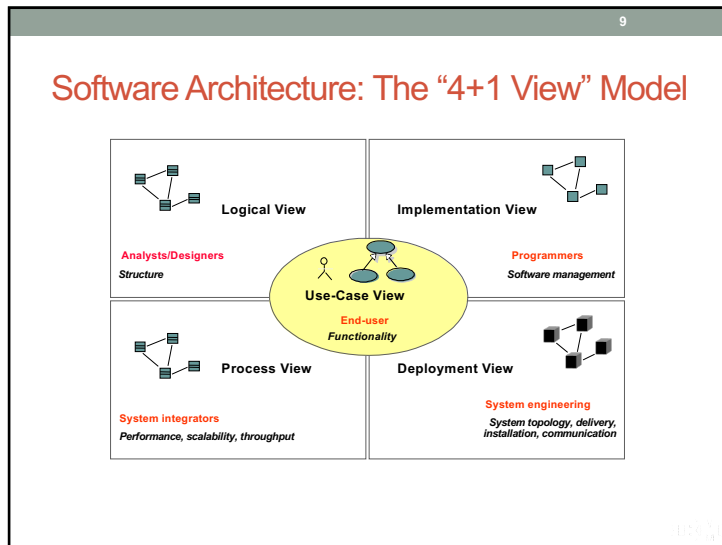 9
Software Architecture: The “4+1 View” Model
Logical View
Analysts/Designers
Structure
Implementation View
Programmers
Software management
Use-Case View
End-user
Functionality
Process View
System integrators
Performance, scalability, throughput
Deployment View
System engineering
System topology, delivery,
installation, communication